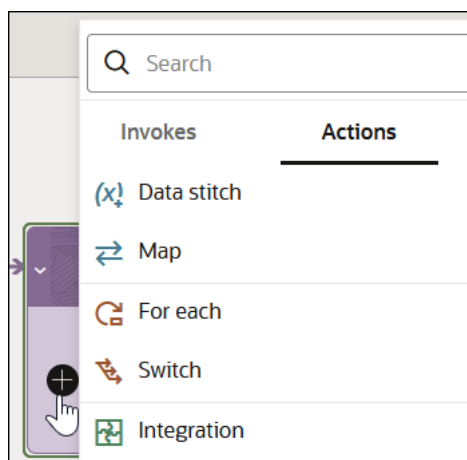 Search
Invokes Actions
Data stitch
Map
For each
Switch
Integration